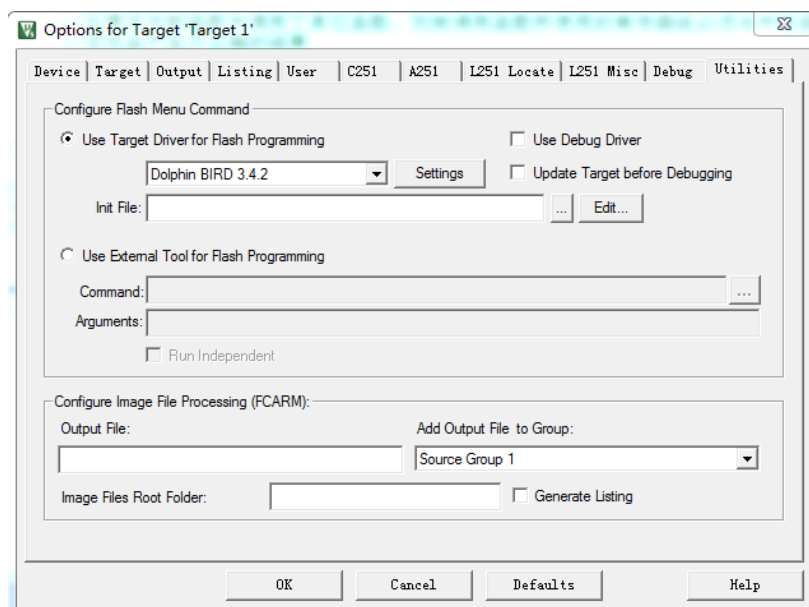 Options for Target 'Target 1'
Device Target Output Listing User C251 A251 L251 Locate L251 Misc Debug Utilities
Configure Flash Menu Command
Use Target Driver for Flash Programming Use Debug Driver
Dolphin BIRD 3.4.2 Settings Update Target before Debugging
Init File: ... Edit...
Use External Tool for Flash Programming
Command: ...
Arguments:
Run Independent
Configure Image File Processing (FCARM):
Output File: Add Output File to Group:
Source Group 1
Image Files Root Folder: Generate Listing
OK Cancel Defaults Help